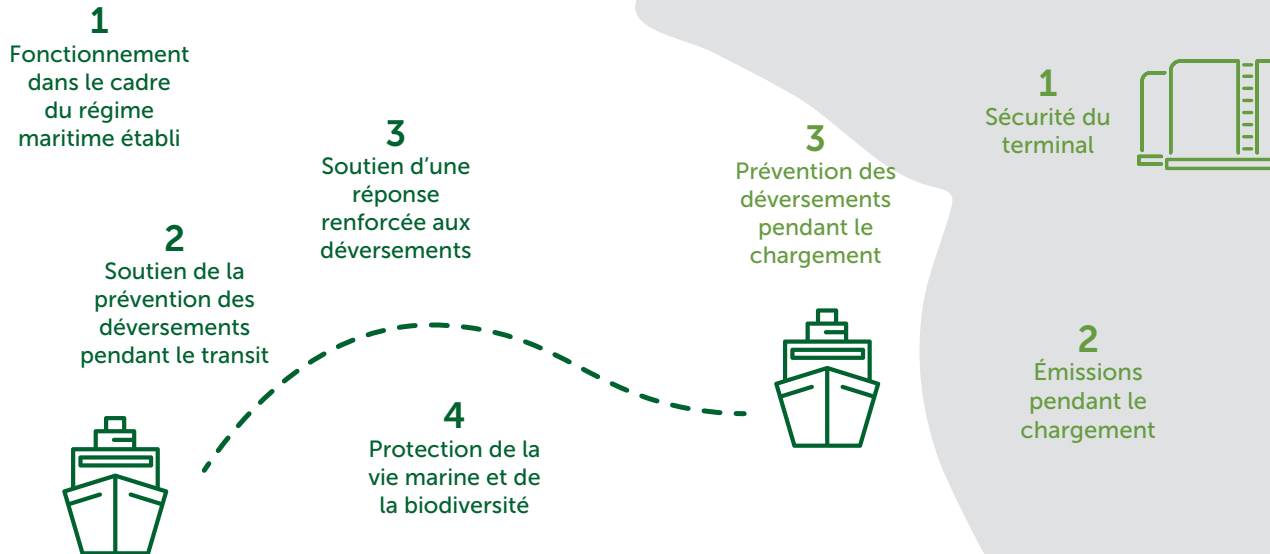 1
Fonctionnement
dans le cadre
du régime
maritime établi
2
Soutien de la
prévention des
déversements
pendant le transit
3
Soutien d'une
réponse
renforcée aux
déversements
4
Protection de la
vie marine et de
la biodiversité
1
Sécurité du
terminal
2
Émissions
pendant le
chargement
3
Prévention des
déversements
pendant le
chargement